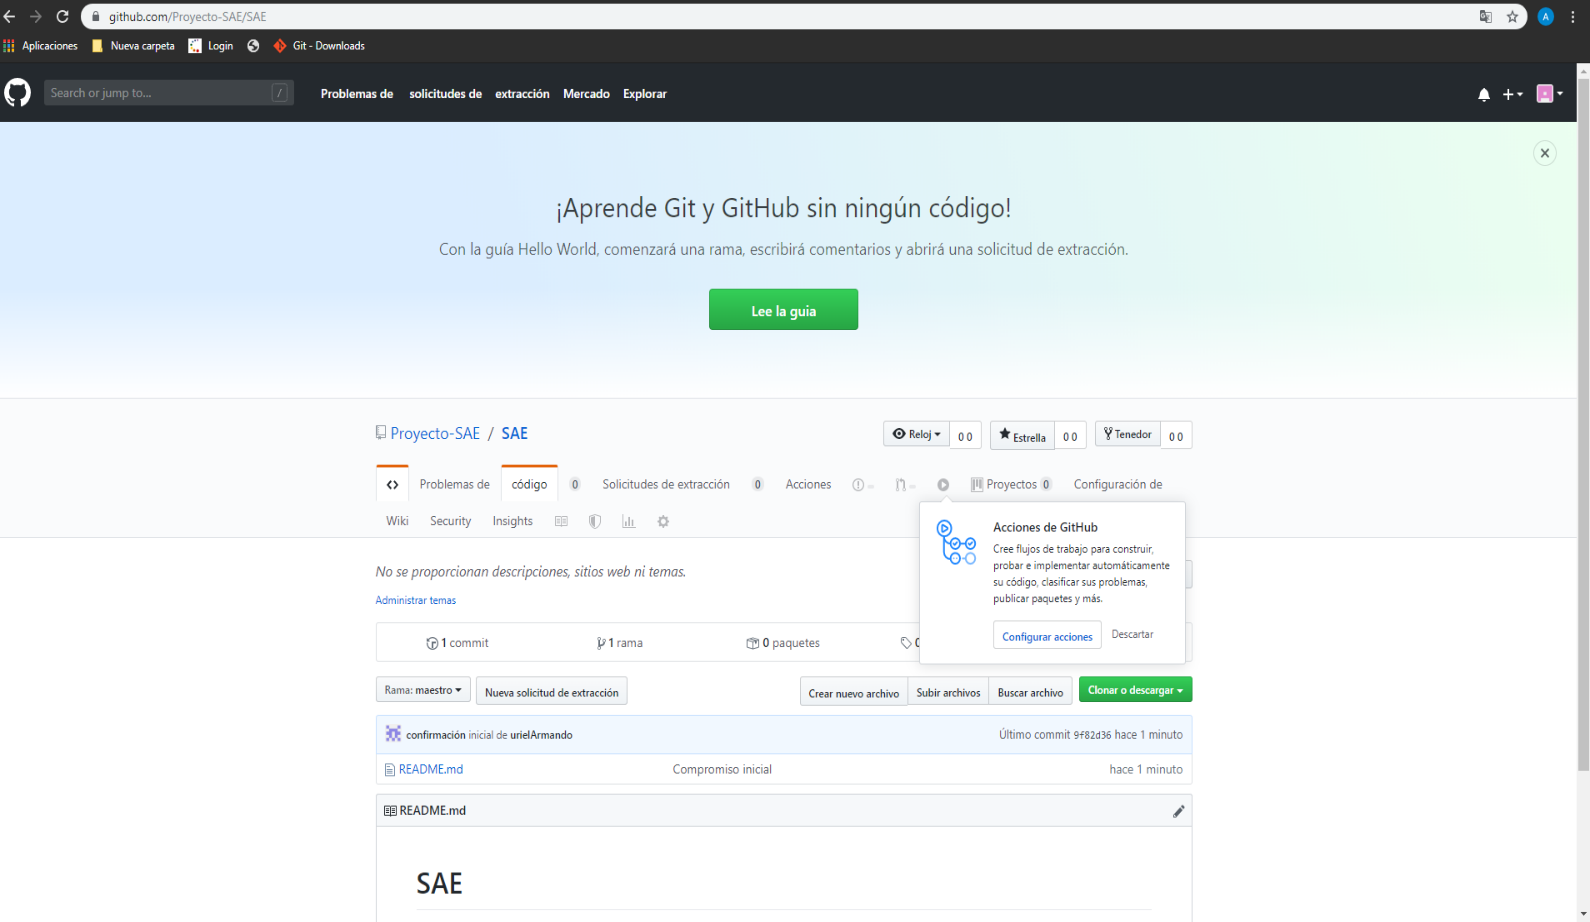 github.com/Proyecto-SAE/SAE
A
Aplicaciones Nueva carpeta Login Git - Downloads
Search or jump to... /
Problemas de solicitudes de extracción Mercado Explorar
¡Aprende Git y GitHub sin ningún código!
Con la guía Hello World, comenzará una rama, escribirá comentarios y abrirá una solicitud de extracción.
Lee la guia
Proyecto-SAE / SAE
Reloj 0 0 Estrella 0 0 Tenedor 0 0
Problemas de código 0 Solicitudes de extracción 0 Acciones Proyectos 0 Configuración de
Wiki Security Insights
Acciones de GitHub
Cree flujos de trabajo para construir,
probar e implementar automáticamente
su código, clasificar sus problemas,
publicar paquetes y más.
Configurar acciones Descartar
No se proporcionan descripciones, sitios web ni temas.
Administrar temas
1 commit 1 rama 0 paquetes
Rama: maestro Nueva solicitud de extracción Crear nuevo archivo Subir archivos Buscar archivo Clonar o descargar
confirmación inicial de urielArmando Último commit 9f82d36 hace 1 minuto
README.md Compromiso inicial hace 1 minuto
README.md
SAE